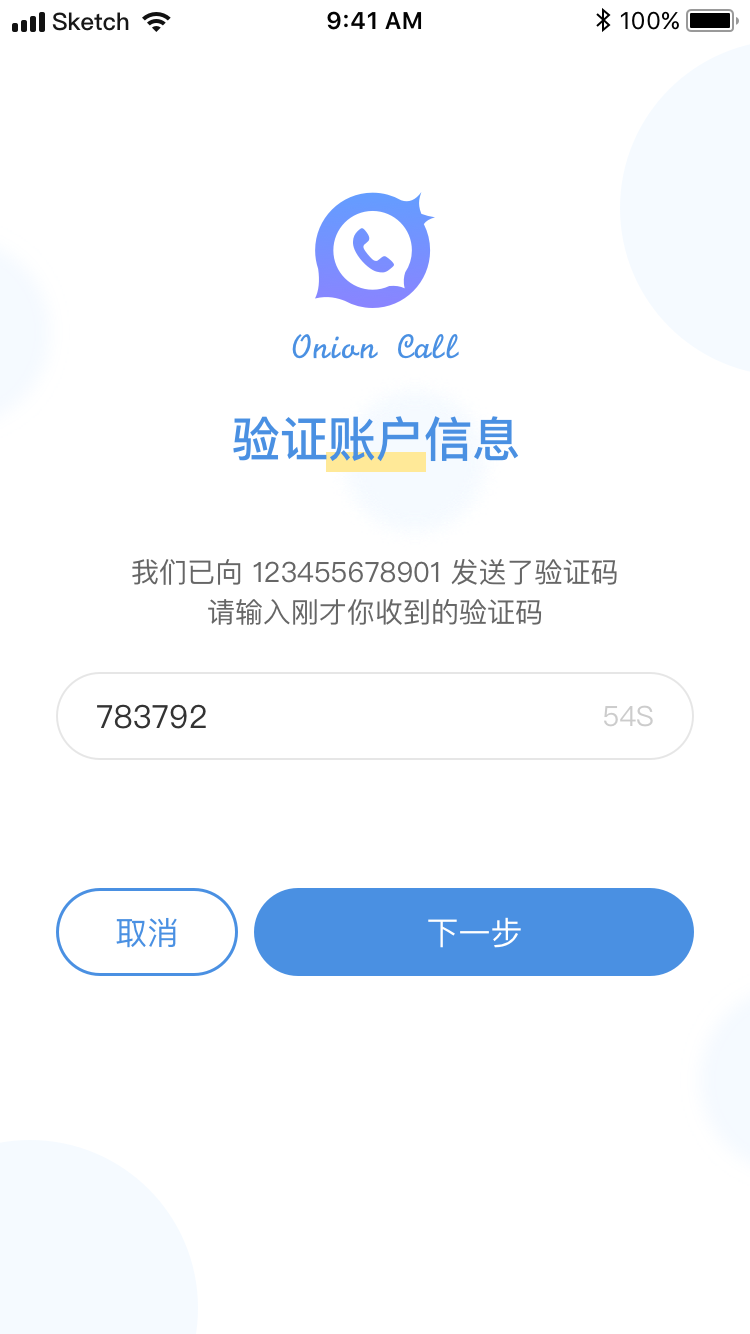 Sketch 9:41 AM 100%
Onion Call
验证账户信息
我们已向 123455678901 发送了验证码
请输入刚才你收到的验证码
783792 54S
取消 下一步